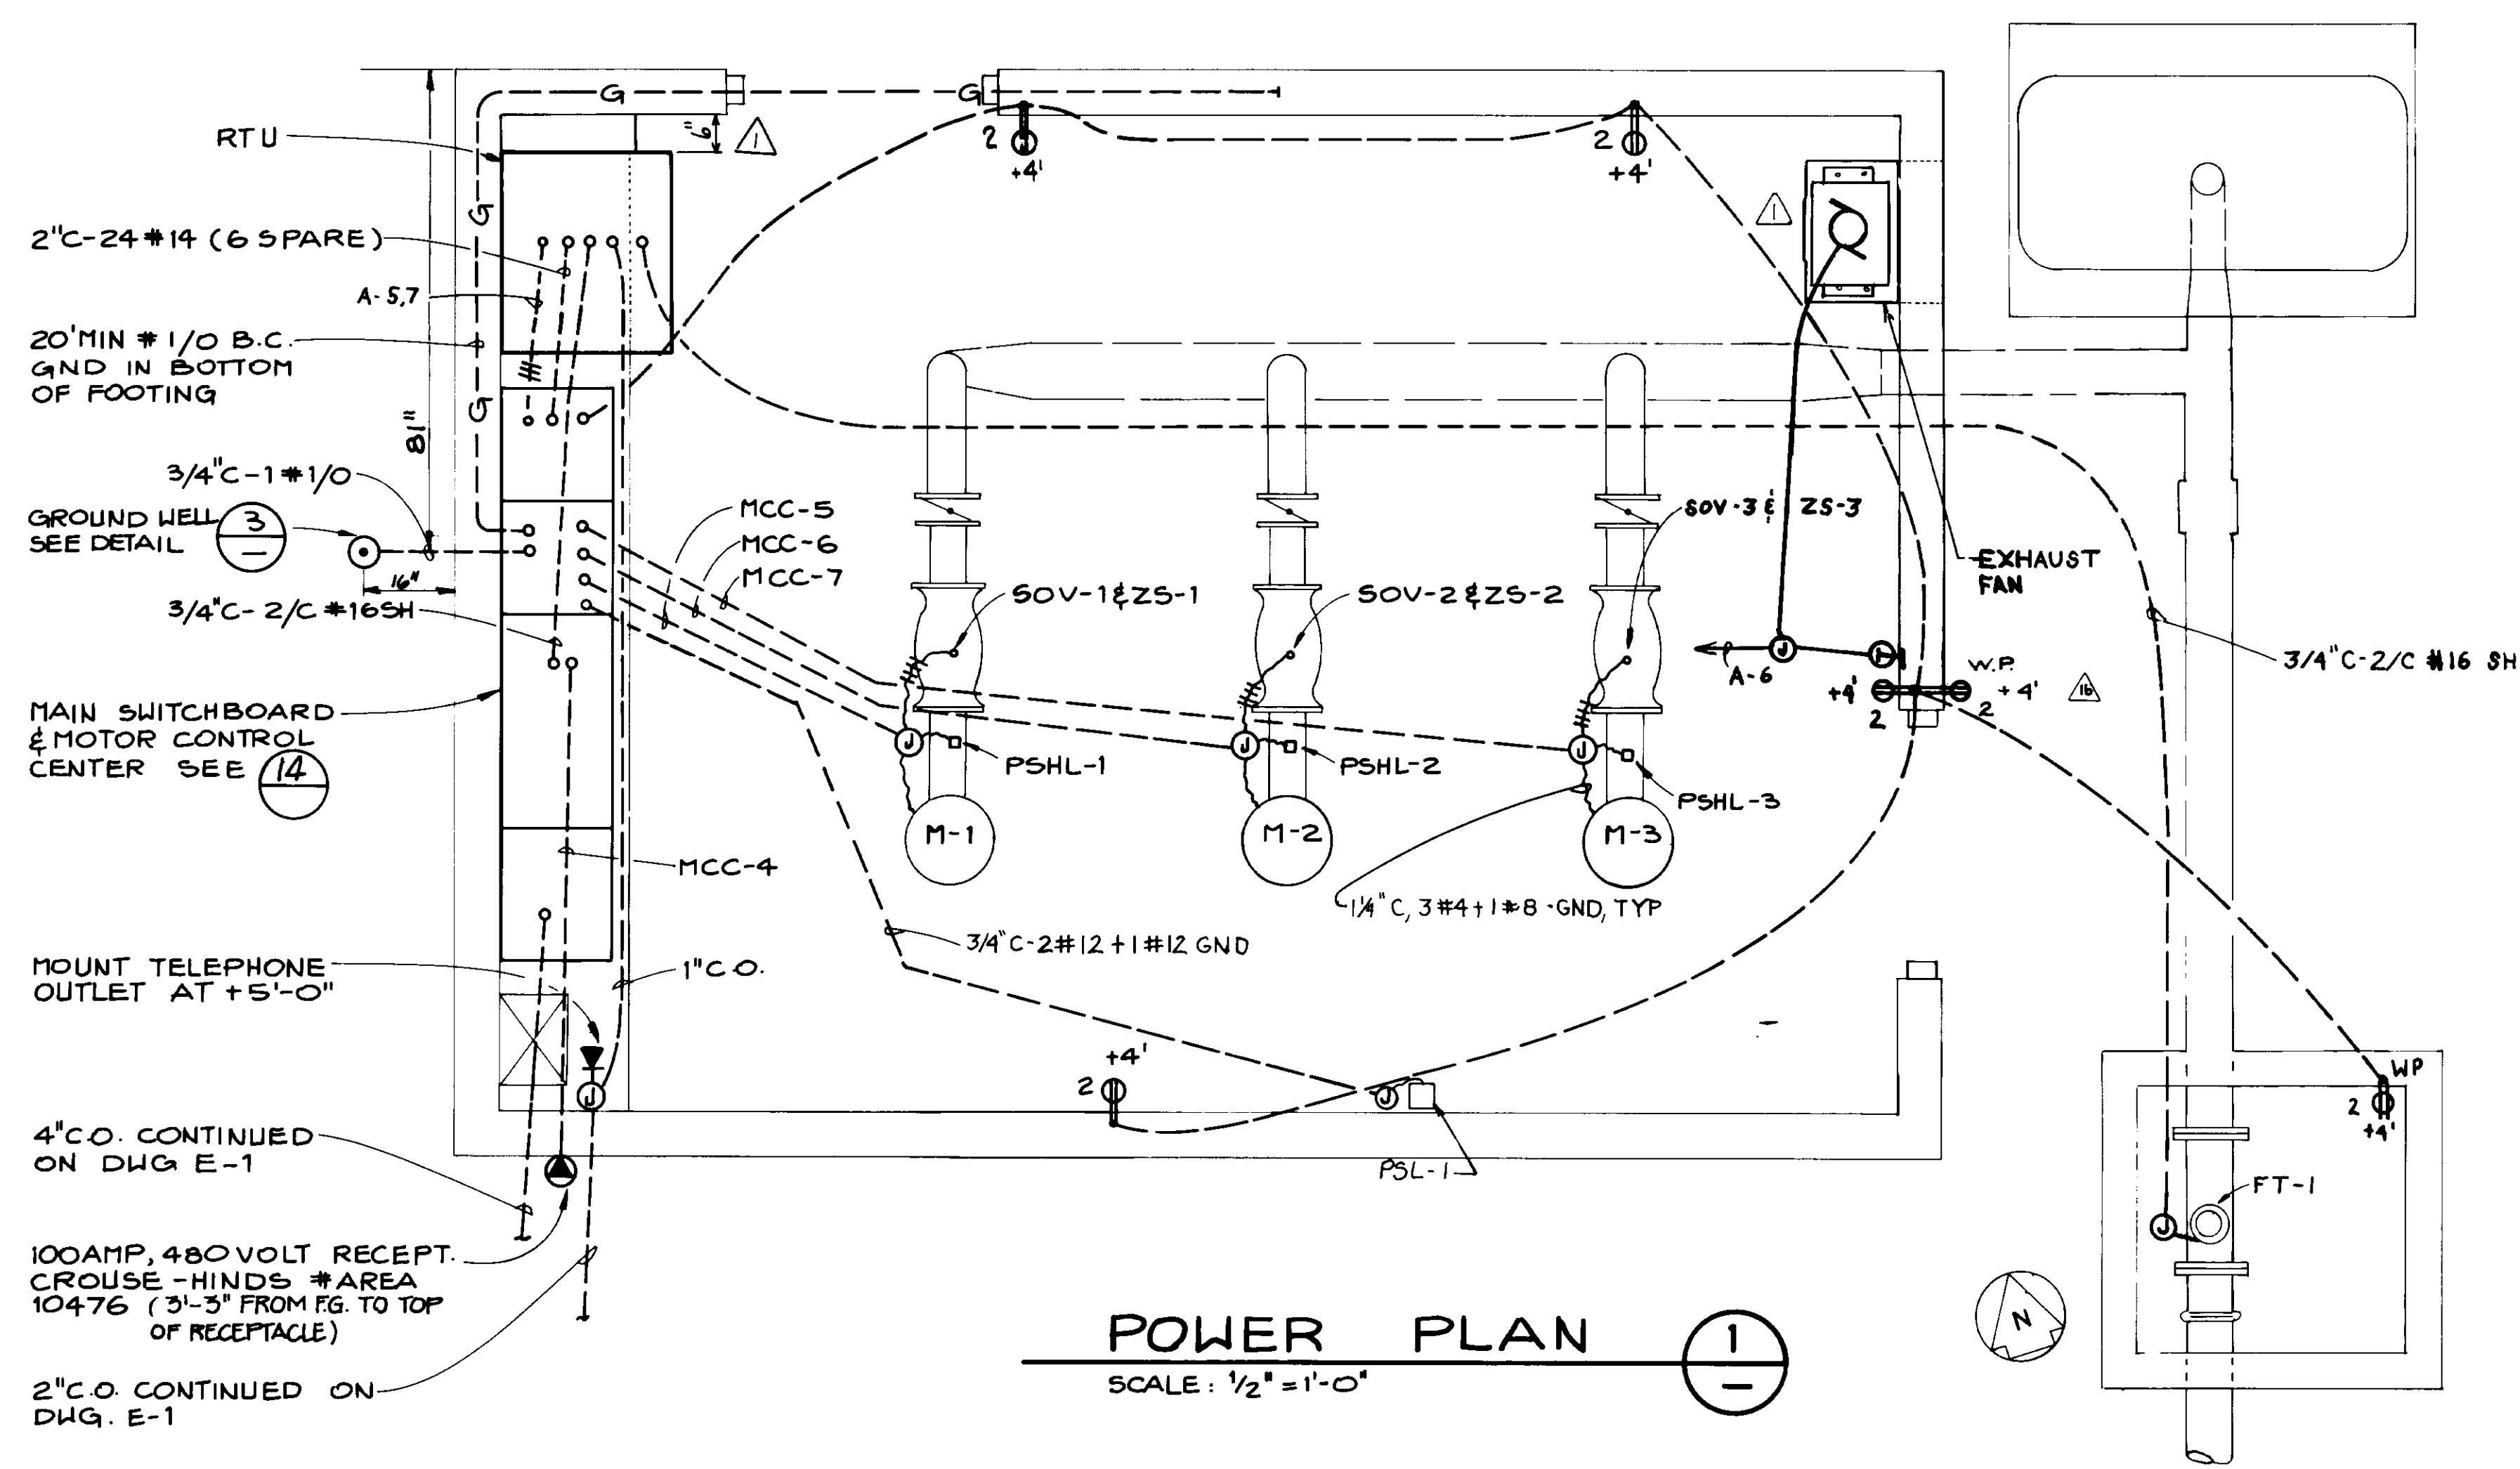 G
G
RTU
6"
1
2
J
+4'
2
+4'
1
G
2"C-24#14 (6 SPARE)
A-5,7
20'MIN # 1/0 B.C.
GND IN BOTTOM
OF FOOTING
G
81"
3/4"C-1#1/0
GROUND WELL
SEE DETAIL
3
—
16"
3/4"C-2/C #16SH
MCC-5
MCC-6
MCC-7
SOV-1&ZS-1
SOV-2&ZS-2
SOV-3& ZS-3
EXHAUST
FAN
3/4"C-2/C #16 SH
J
A-6
W.P.
+4'
2
+4'
2
1b
MAIN SWITCHBOARD
& MOTOR CONTROL
CENTER SEE
14
J
PSHL-1
J
PSHL-2
J
PSHL-3
M-1
M-2
M-3
MCC-4
1¼"C, 3#4+1#8-GND, TYP
3/4"C-2#12+1#12 GND
1"C.O.
MOUNT TELEPHONE
OUTLET AT +5'-0"
J
+4'
2
J
PSL-1
WP
2
+4'
FT-1
J
4"C.O. CONTINUED
ON DWG E-1
100AMP, 480VOLT RECEPT.
CROUSE-HINDS #AREA
10476 (3'-3" FROM F.G. TO TOP
OF RECEPTACLE)
2"C.O. CONTINUED ON
DWG. E-1
POWER PLAN
1
—
SCALE: 1/2"=1'-0"
N